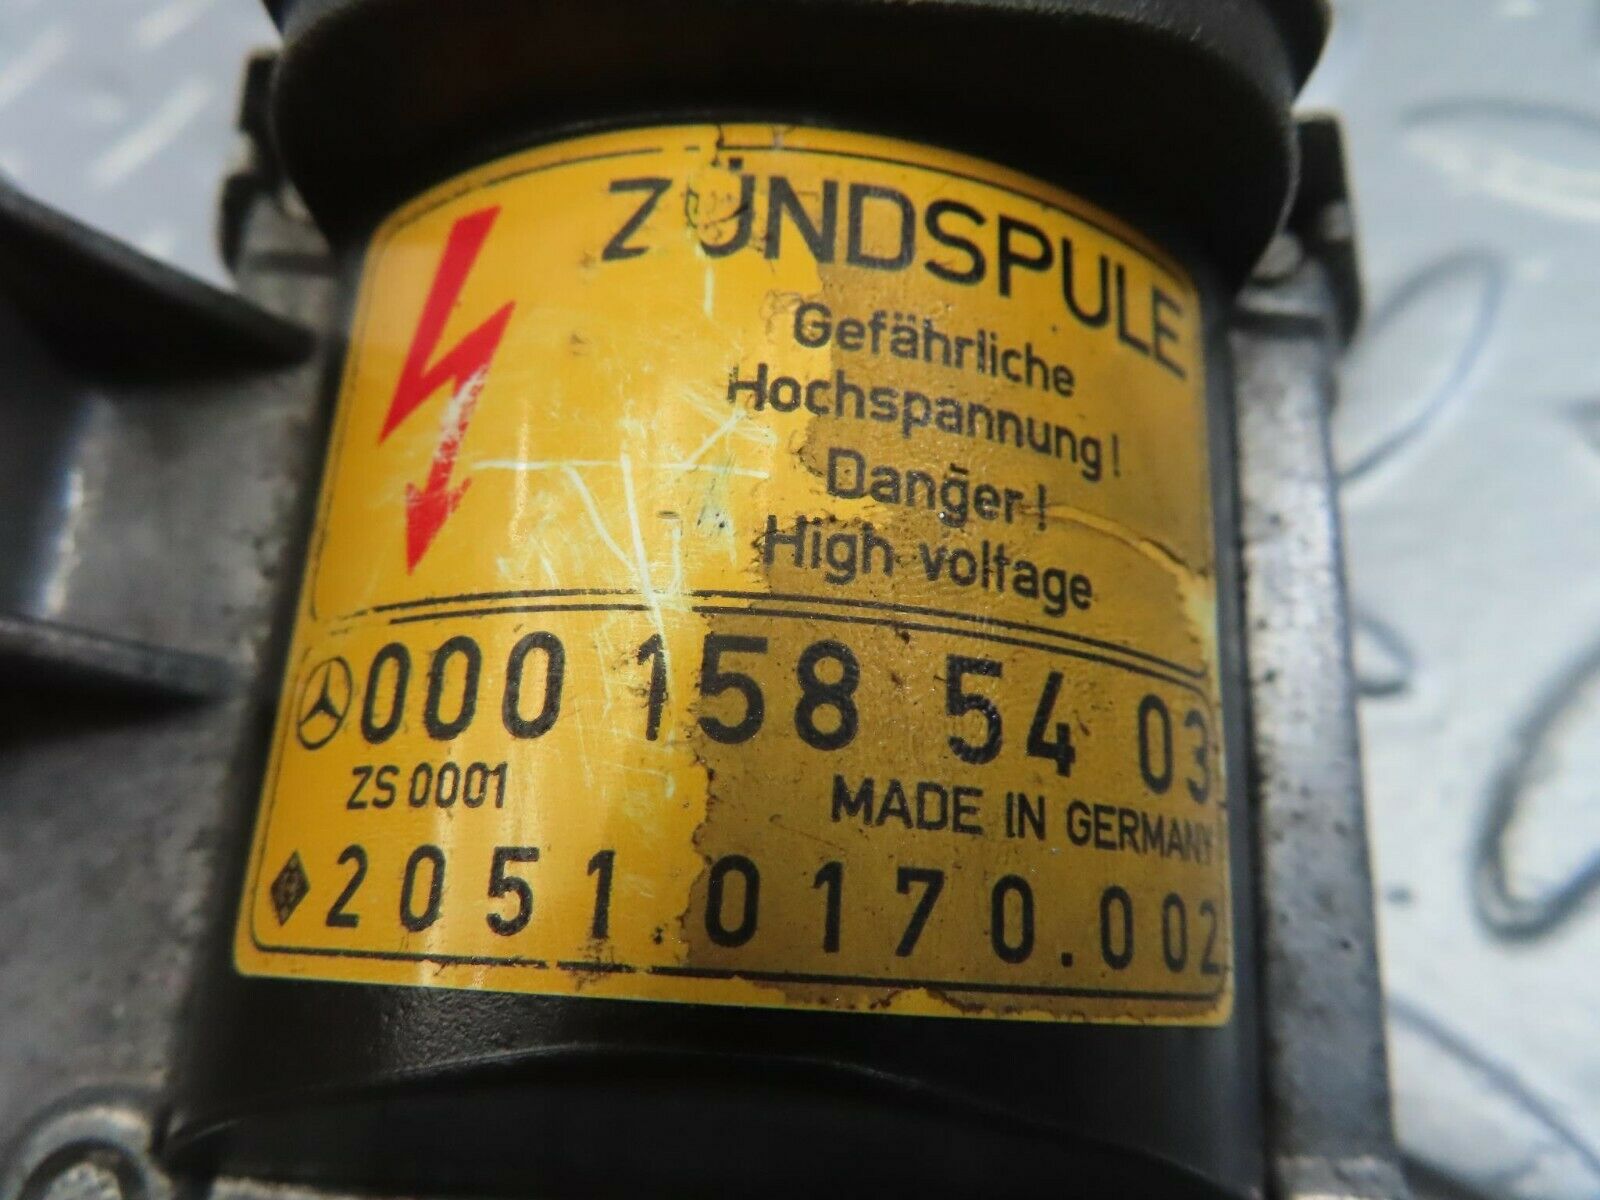 ZÜNDSPULE
Gefährliche
Hochspannung!
Danger!
High voltage
000 158 54 03
ZS 0001 MADE IN GERMANY
2051 0170.002